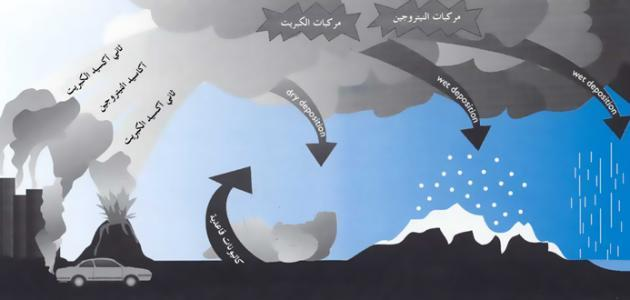 مركبات الكبريت
مركبات النيتروجين
ثاني أكسيد الكبريت
أكاسيد النيتروجين
ثاني أكسيد الكبريت
dry deposition
wet deposition
wet deposition
كاتيونات قاعدية